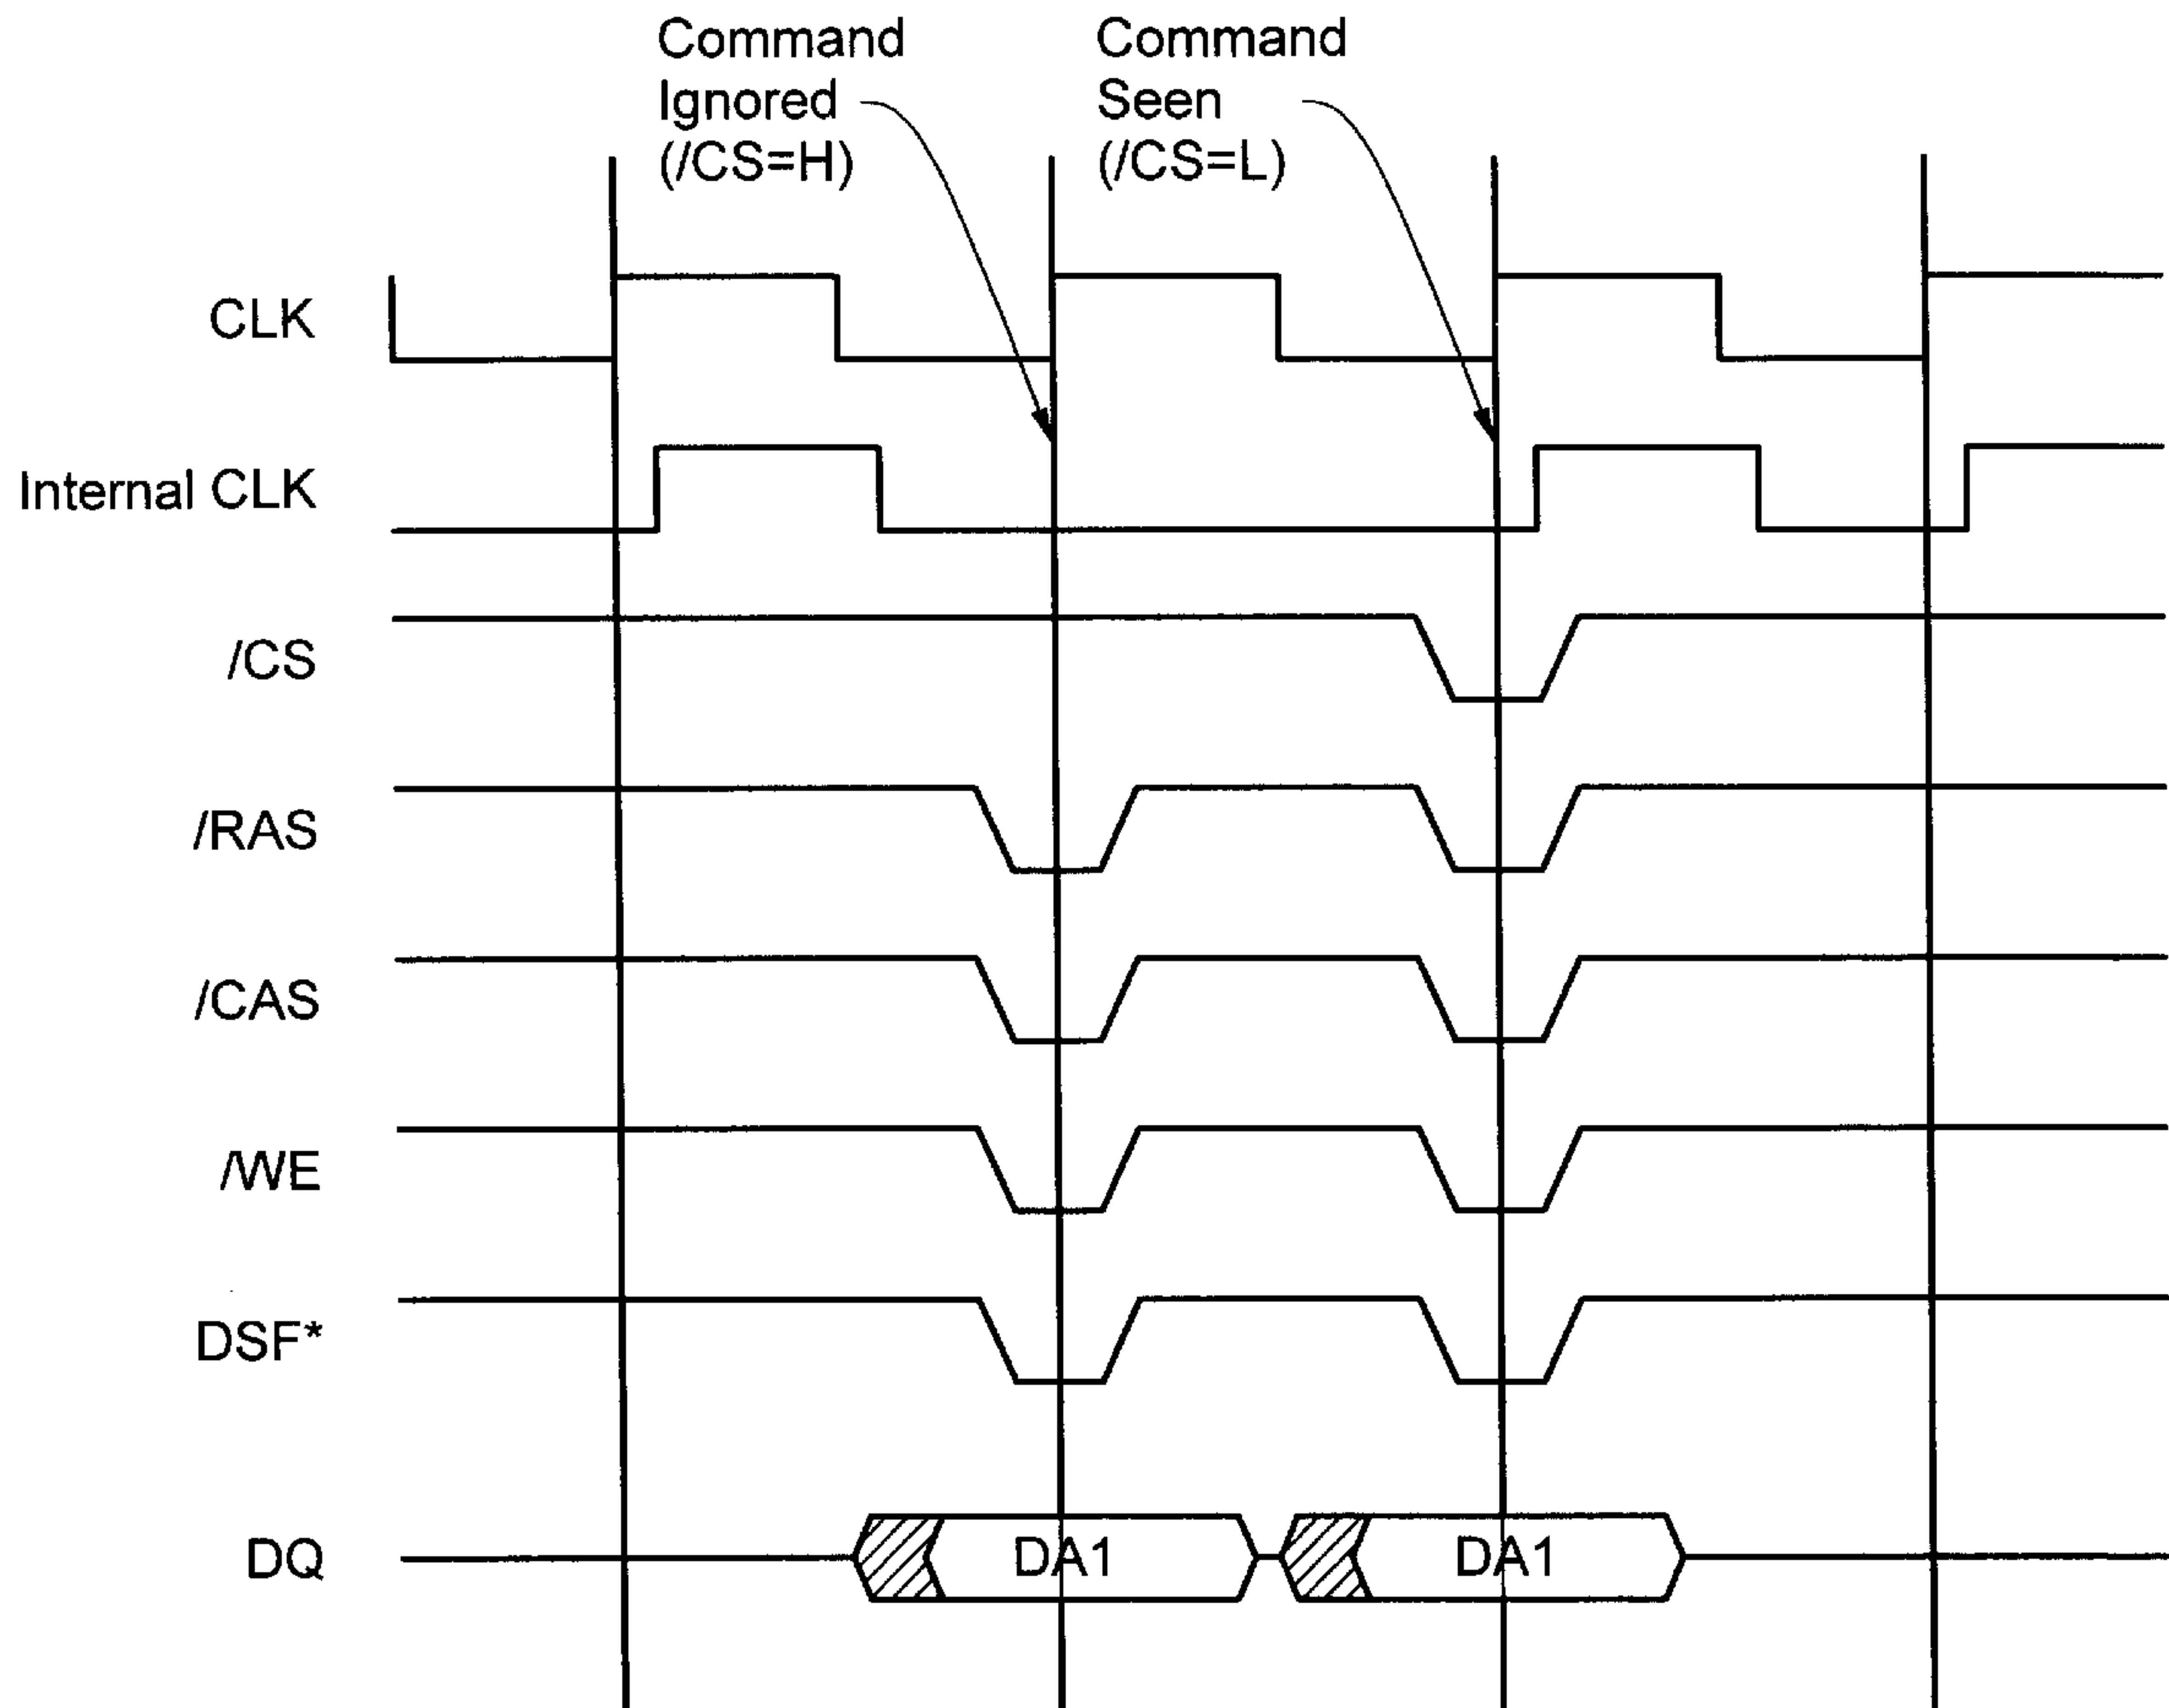 Command
Ignored
(/CS=H)
Command
Seen
(/CS=L)
CLK
Internal CLK
/CS
/RAS
/CAS
/WE
DSF*
DQ
DA1
DA1